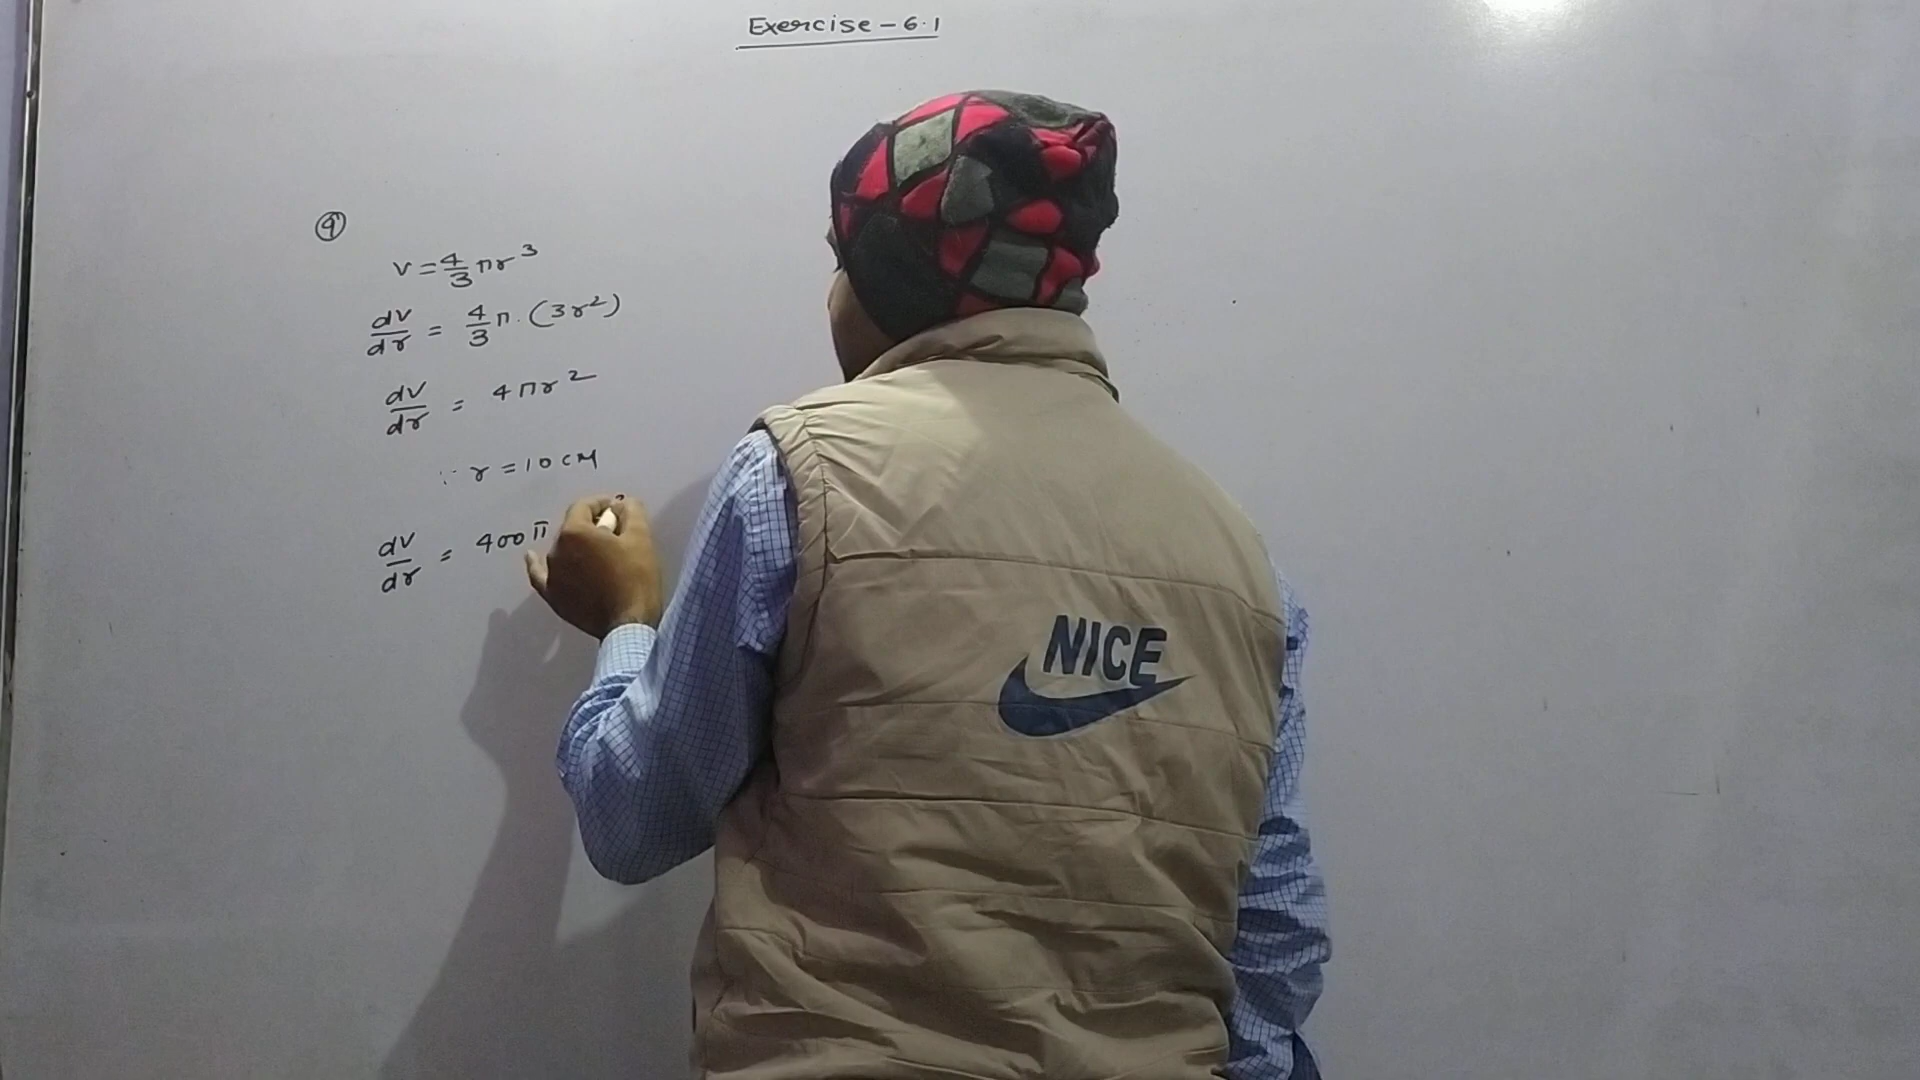 Exercise - 6.1
9
V = 4/3 πr³
dV/dr = 4/3 π. (3r²)
dV/dr = 4πr²
∵ r = 10 CM
dV/dr = 400 π
NICE